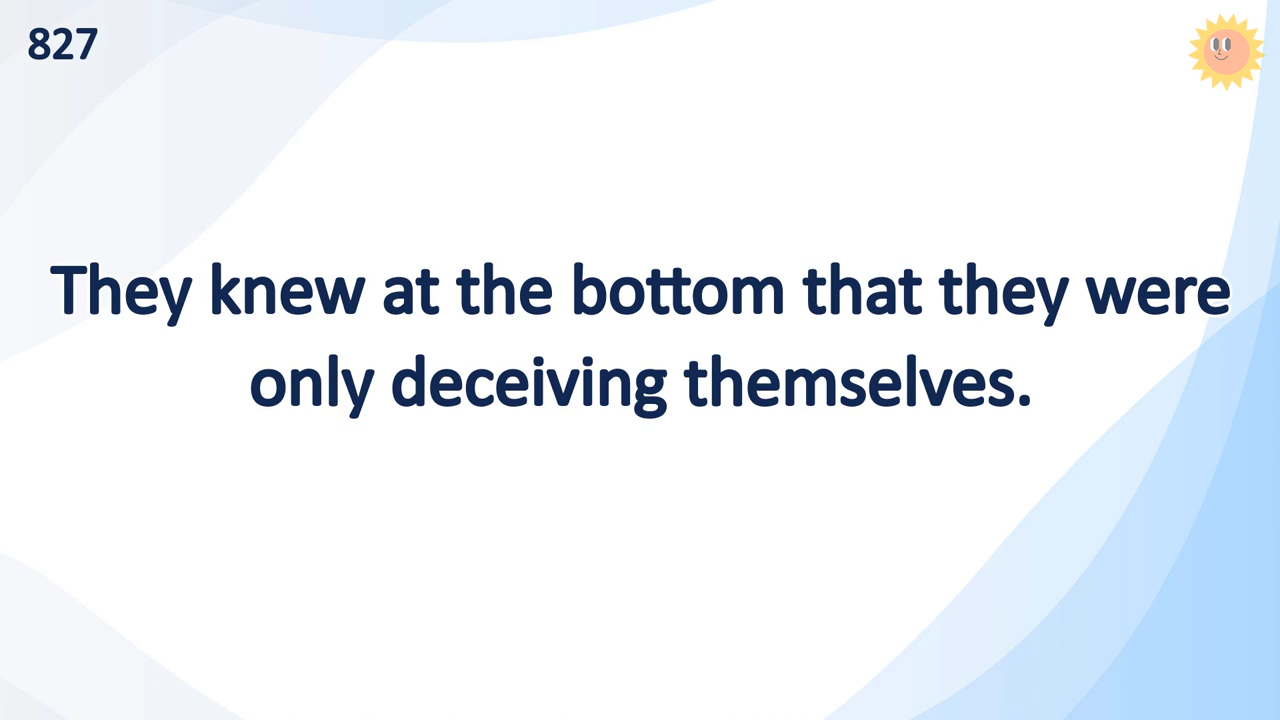 827
They knew at the bottom that they were
only deceiving themselves.